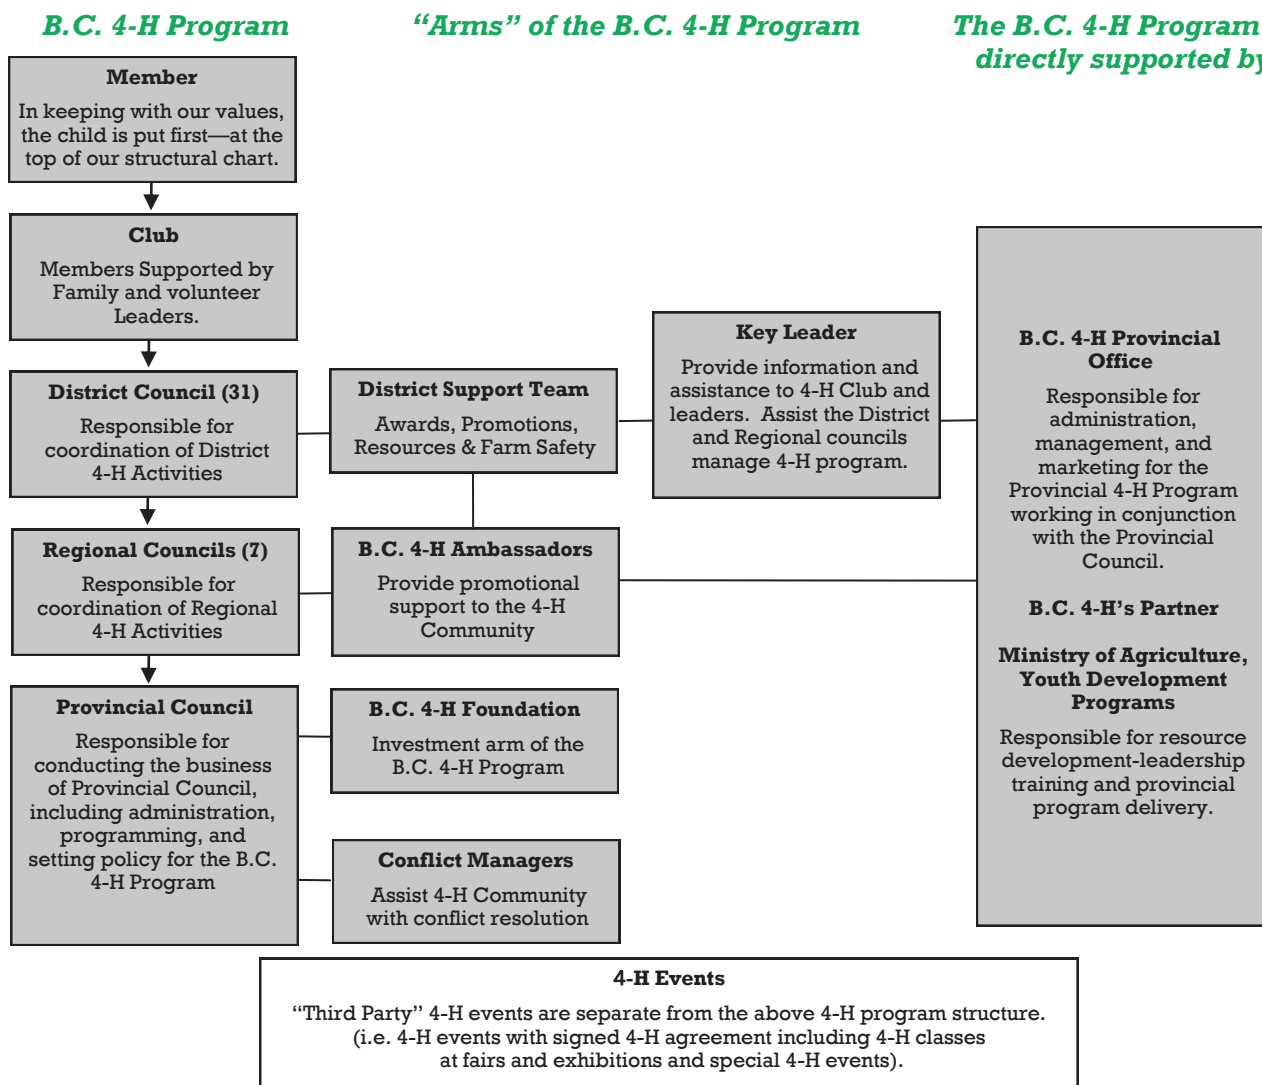 B.C. 4-H Program
“Arms” of the B.C. 4-H Program
The B.C. 4-H Program
directly supported by
Member
In keeping with our values,
the child is put first—at the
top of our structural chart.
Club
Members Supported by
Family and volunteer
Leaders.
District Council (31)
Responsible for
coordination of District
4-H Activities
Regional Councils (7)
Responsible for
coordination of Regional
4-H Activities
Provincial Council
Responsible for
conducting the business
of Provincial Council,
including administration,
programming, and
setting policy for the B.C.
4-H Program
District Support Team
Awards, Promotions,
Resources & Farm Safety
B.C. 4-H Ambassadors
Provide promotional
support to the 4-H
Community
B.C. 4-H Foundation
Investment arm of the
B.C. 4-H Program
Conflict Managers
Assist 4-H Community
with conflict resolution
Key Leader
Provide information and
assistance to 4-H Club and
leaders.  Assist the District
and Regional councils
manage 4-H program.
B.C. 4-H Provincial
Office
Responsible for
administration,
management, and
marketing for the
Provincial 4-H Program
working in conjunction
with the Provincial
Council.
B.C. 4-H’s Partner
Ministry of Agriculture,
Youth Development
Programs
Responsible for resource
development-leadership
training and provincial
program delivery.
4-H Events
“Third Party” 4-H events are separate from the above 4-H program structure.
(i.e. 4-H events with signed 4-H agreement including 4-H classes
at fairs and exhibitions and special 4-H events).